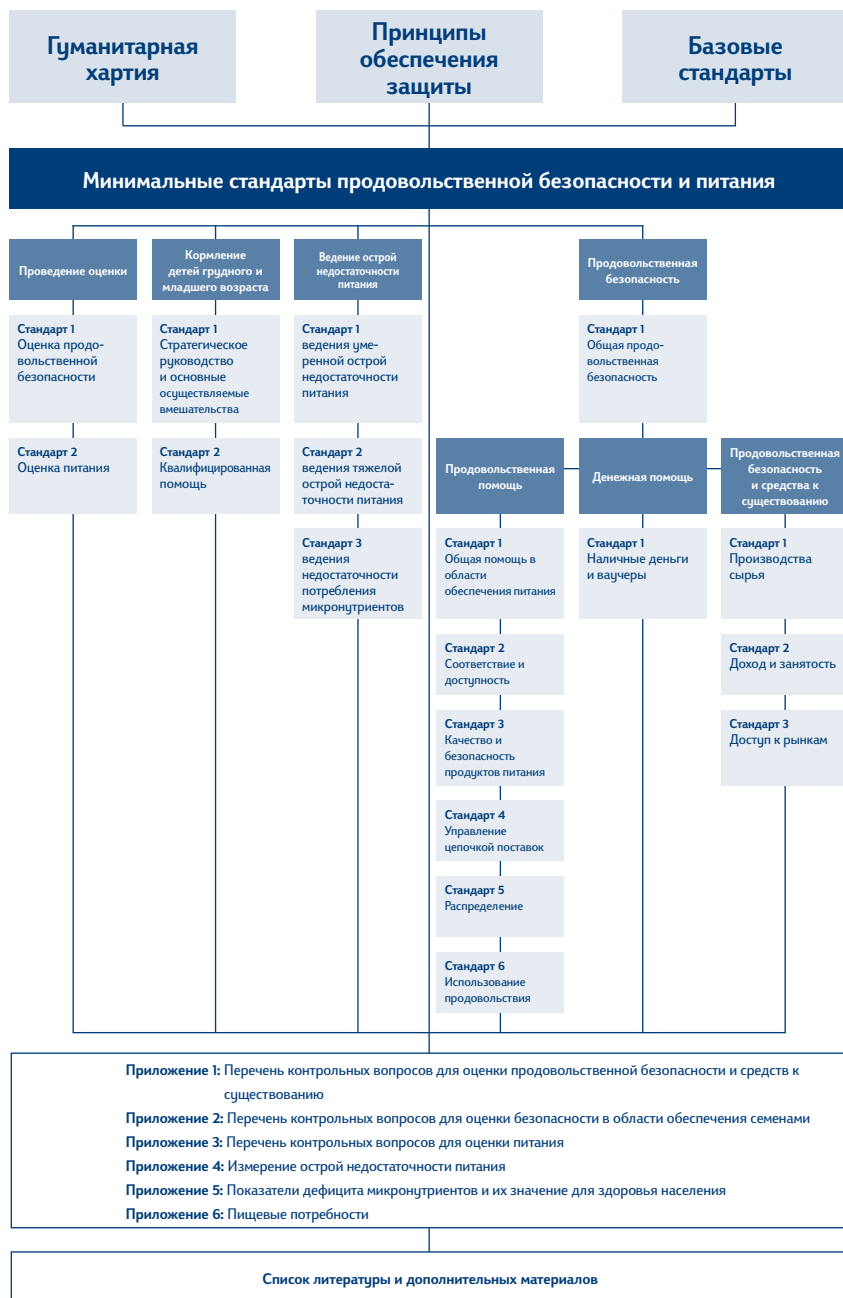 Гуманитарная
хартия
Принципы
обеспечения
защиты
Базовые
стандарты
Минимальные стандарты продовольственной безопасности и питания
Проведение оценки
Стандарт 1
Оценка продо-
вольственной
безопасности
Стандарт 2
Оценка питания
Кормление
детей грудного и
младшего возраста
Стандарт 1
Стратегическое
руководство
и основные
осуществляемые
вмешательства
Стандарт 2
Квалифицированная
помощь
Ведение острой
недостаточности
питания
Стандарт 1
ведения уме-
ренной острой
недостаточности
питания
Стандарт 2
ведения тяжелой
острой недоста-
точности питания
Стандарт 3
ведения
недостаточности
потребления
микронутриентов
Продовольственная
безопасность
Стандарт 1
Общая продо-
вольственная
безопасность
Продовольственная
помощь
Стандарт 1
Общая помощь в
области
обеспечения питания
Стандарт 2
Соответствие и
доступность
Стандарт 3
Качество и
безопасность
продуктов питания
Стандарт 4
Управление
цепочкой поставок
Стандарт 5
Распределение
Стандарт 6
Использование
продовольствия
Денежная помощь
Стандарт 1
Наличные деньги
и ваучеры
Продовольственная
безопасность
и средства к
существованию
Стандарт 1
Производства
сырья
Стандарт 2
Доход и занятость
Стандарт 3
Доступ к рынкам
Приложение 1: Перечень контрольных вопросов для оценки продовольственной безопасности и средств к
существованию
Приложение 2: Перечень контрольных вопросов для оценки безопасности в области обеспечения семенами
Приложение 3: Перечень контрольных вопросов для оценки питания
Приложение 4: Измерение острой недостаточности питания
Приложение 5: Показатели дефицита микронутриентов и их значение для здоровья населения
Приложение 6: Пищевые потребности
Список литературы и дополнительных материалов